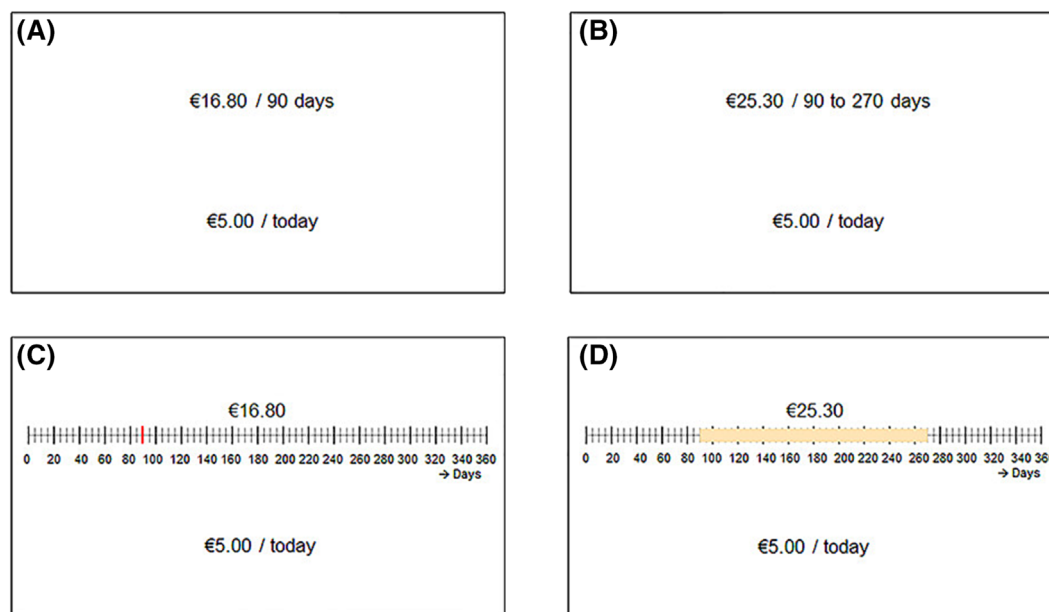 (A)
€16.80 / 90 days
€5.00 / today
(B)
€25.30 / 90 to 270 days
€5.00 / today
(C)
€16.80
0 20 40 60 80 100 120 140 160 180 200 220 240 260 280 300 320 340 360
→ Days
€5.00 / today
(D)
€25.30
0 20 40 60 80 100 120 140 160 180 200 220 240 260 280 300 320 340 36
→ Days
€5.00 / today